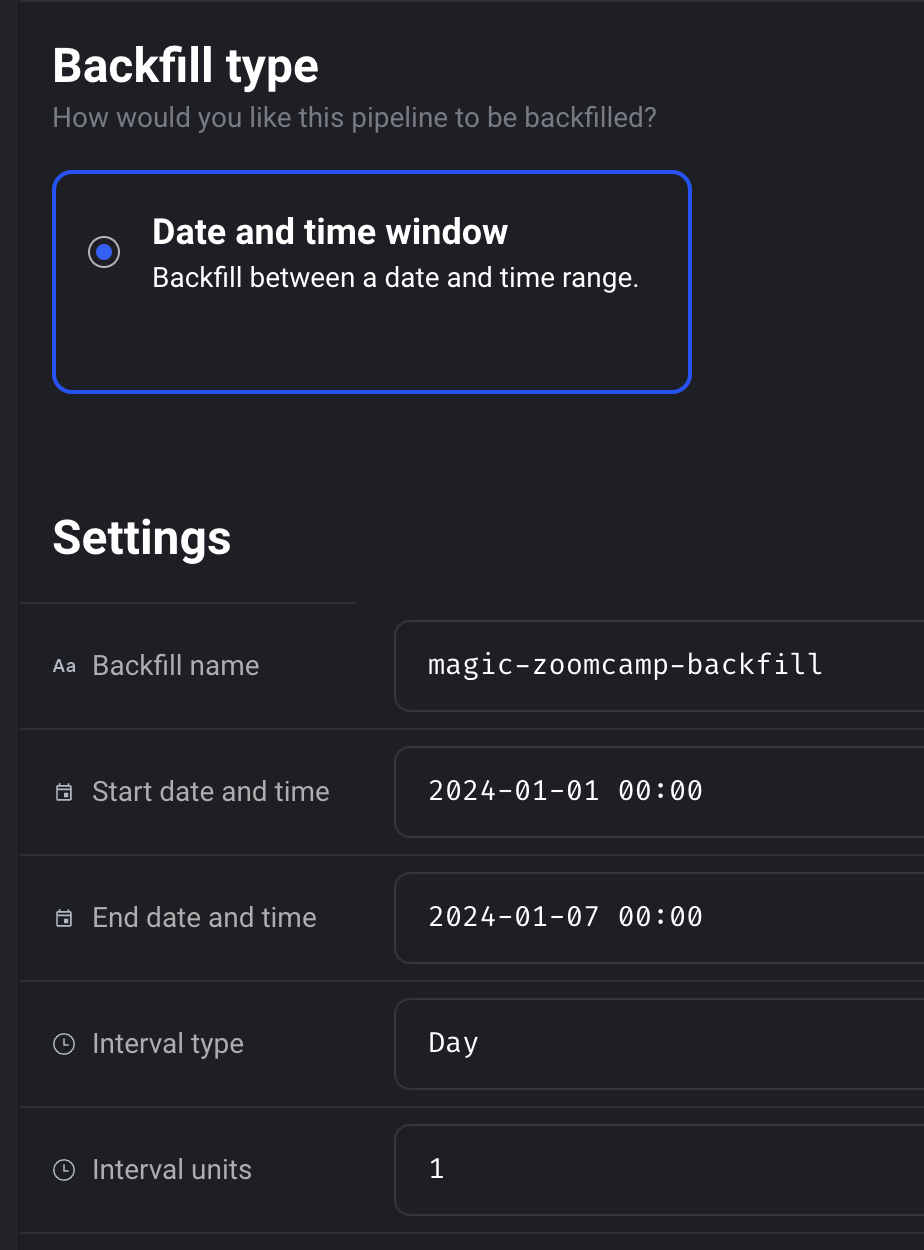 Backfill type
How would you like this pipeline to be backfilled?
Date and time window
Backfill between a date and time range.
Settings
Aa Backfill name magic-zoomcamp-backfill
Start date and time 2024-01-01 00:00
End date and time 2024-01-07 00:00
Interval type Day
Interval units 1